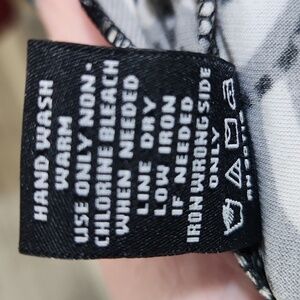 HAND WASH
WARM
USE ONLY NON-
CHLORINE BLEACH
WHEN NEEDED
LINE DRY
LOW IRON
IF NEEDED
IRON WRONG SIDE
ONLY